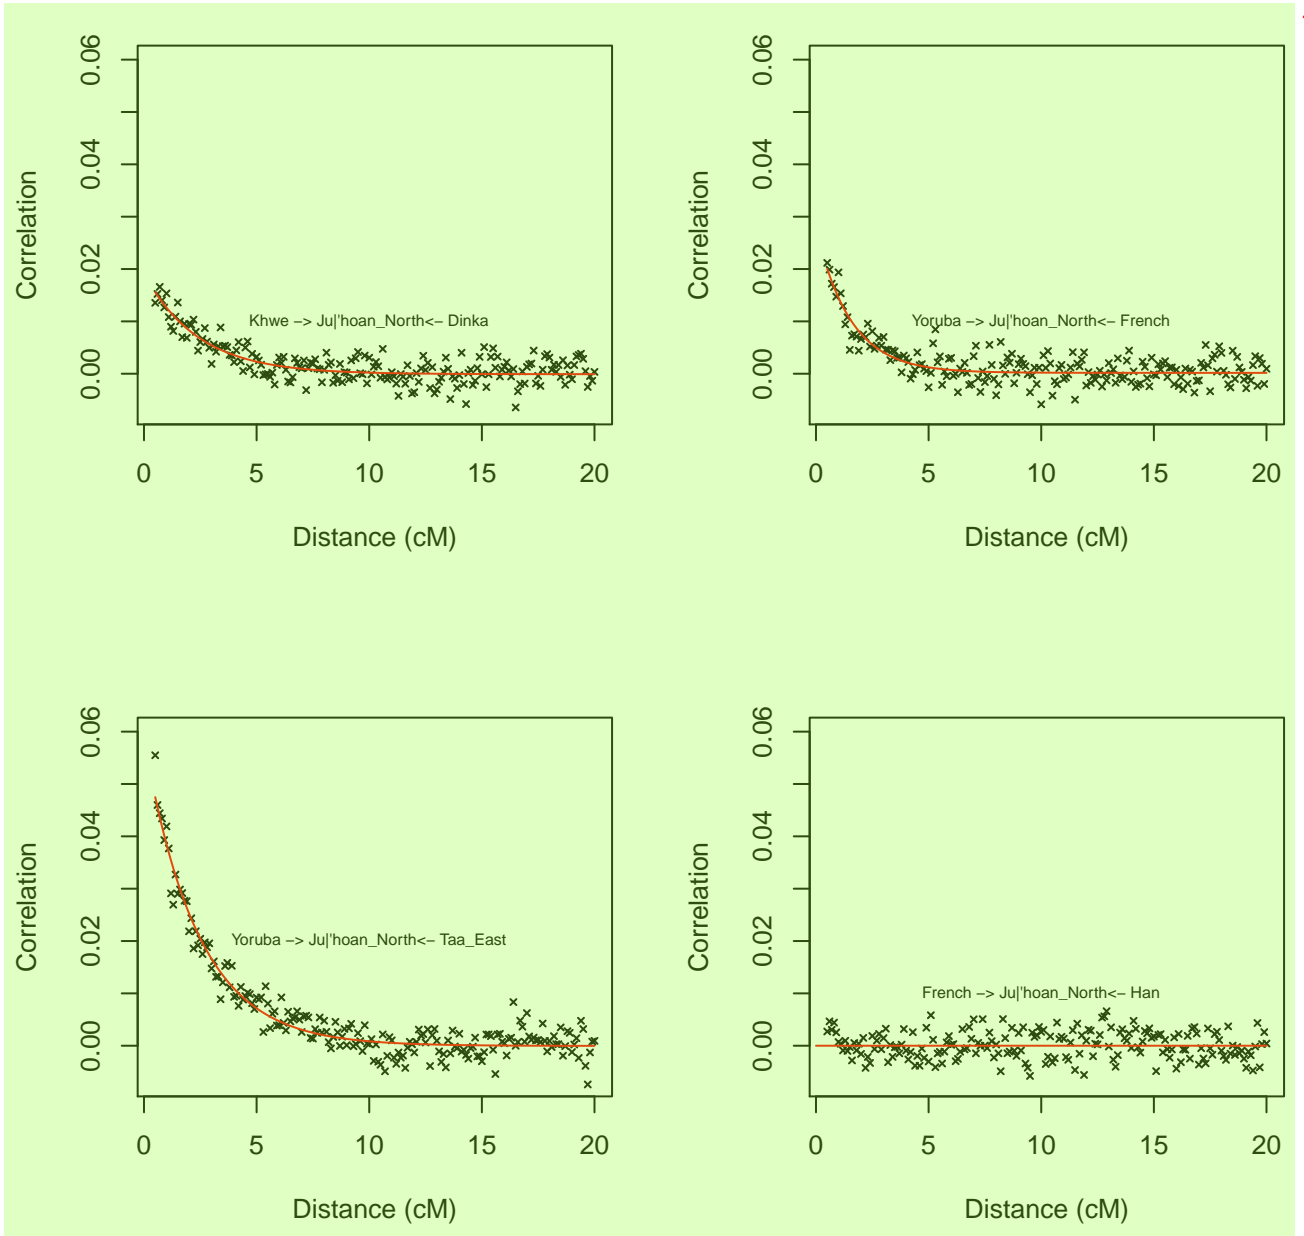 0.06
0.04
0.02
0.00
Correlation
Khwe −> Ju|'hoan_North<− Dinka
0 5 10 15 20
Distance (cM)
0.06
0.04
0.02
0.00
Correlation
Yoruba −> Ju|'hoan_North<− French
0 5 10 15 20
Distance (cM)
0.06
0.04
0.02
0.00
Correlation
Yoruba −> Ju|'hoan_North<− Taa_East
0 5 10 15 20
Distance (cM)
0.06
0.04
0.02
0.00
Correlation
French −> Ju|'hoan_North<− Han
0 5 10 15 20
Distance (cM)